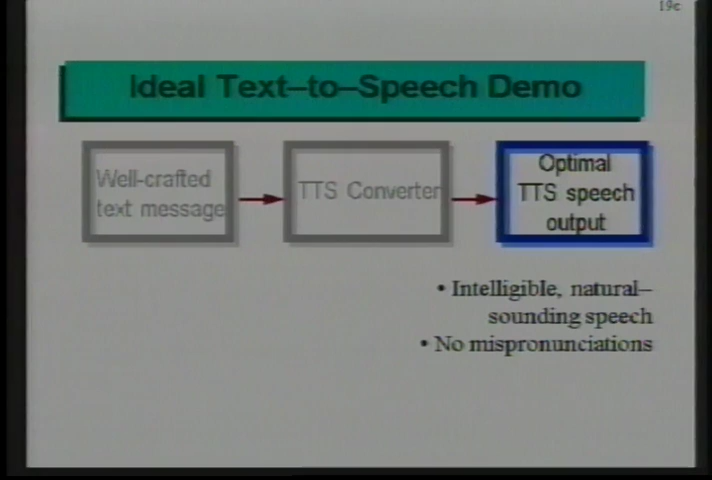 19c
Ideal Text–to–Speech Demo
Well-crafted
text message
TTS Converter
Optimal
TTS speech
output
• Intelligible, natural–
sounding speech
• No mispronunciations